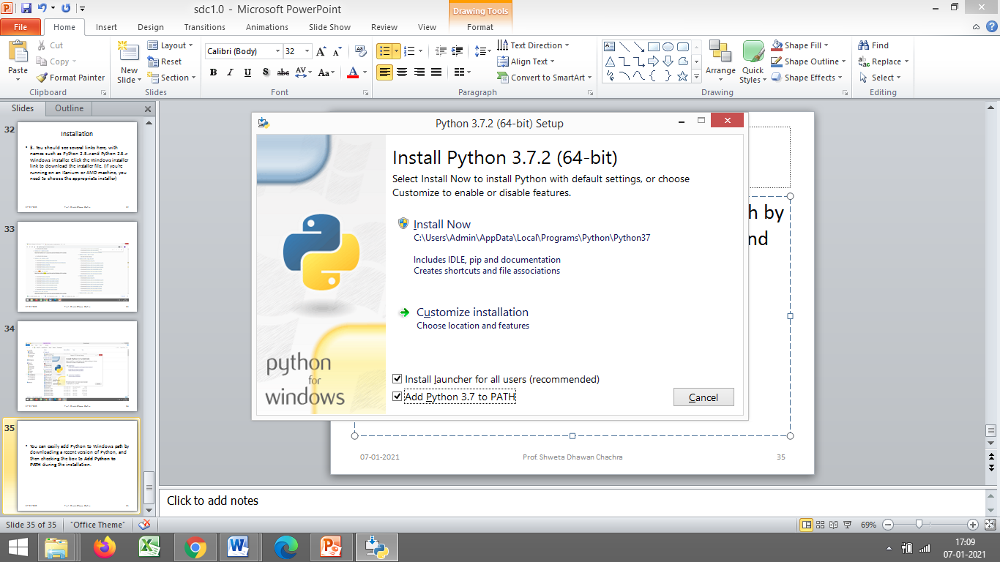 sdc1.0 - Microsoft PowerPoint
Drawing Tools
File Home Insert Design Transitions Animations Slide Show Review View Format
Paste
Cut
Copy
Format Painter
Clipboard
New Slide
Layout
Reset
Section
Slides
Calibri (Body) 32
Font
Text Direction
Align Text
Convert to SmartArt
Paragraph
Arrange
Quick Styles
Shape Fill
Shape Outline
Shape Effects
Drawing
Find
Replace
Select
Editing
Slides Outline
32
Installation
3. You should see several links here, with
names such as Python 2.5.x and Python 2.5.x
Windows installer. Click the Windows installer
link to download the installer file. (If you're
running on an Itanium or AMD machine, you
need to choose the appropriate installer)
33
34
35
You can easily add Python to Windows path by
downloading a recent version of Python, and
then checking the box to Add Python to
PATH during the installation.
Python 3.7.2 (64-bit) Setup
Install Python 3.7.2 (64-bit)
Select Install Now to install Python with default settings, or choose
Customize to enable or disable features.
Install Now
C:\Users\Admin\AppData\Local\Programs\Python\Python37
Includes IDLE, pip and documentation
Creates shortcuts and file associations
Customize installation
Choose location and features
Install launcher for all users (recommended)
Add Python 3.7 to PATH
Cancel
python
for
windows
h by
nd
07-01-2021 Prof. Shweta Dhawan Chachra 35
Click to add notes
Slide 35 of 35 "Office Theme" 69%
17:09
07-01-2021